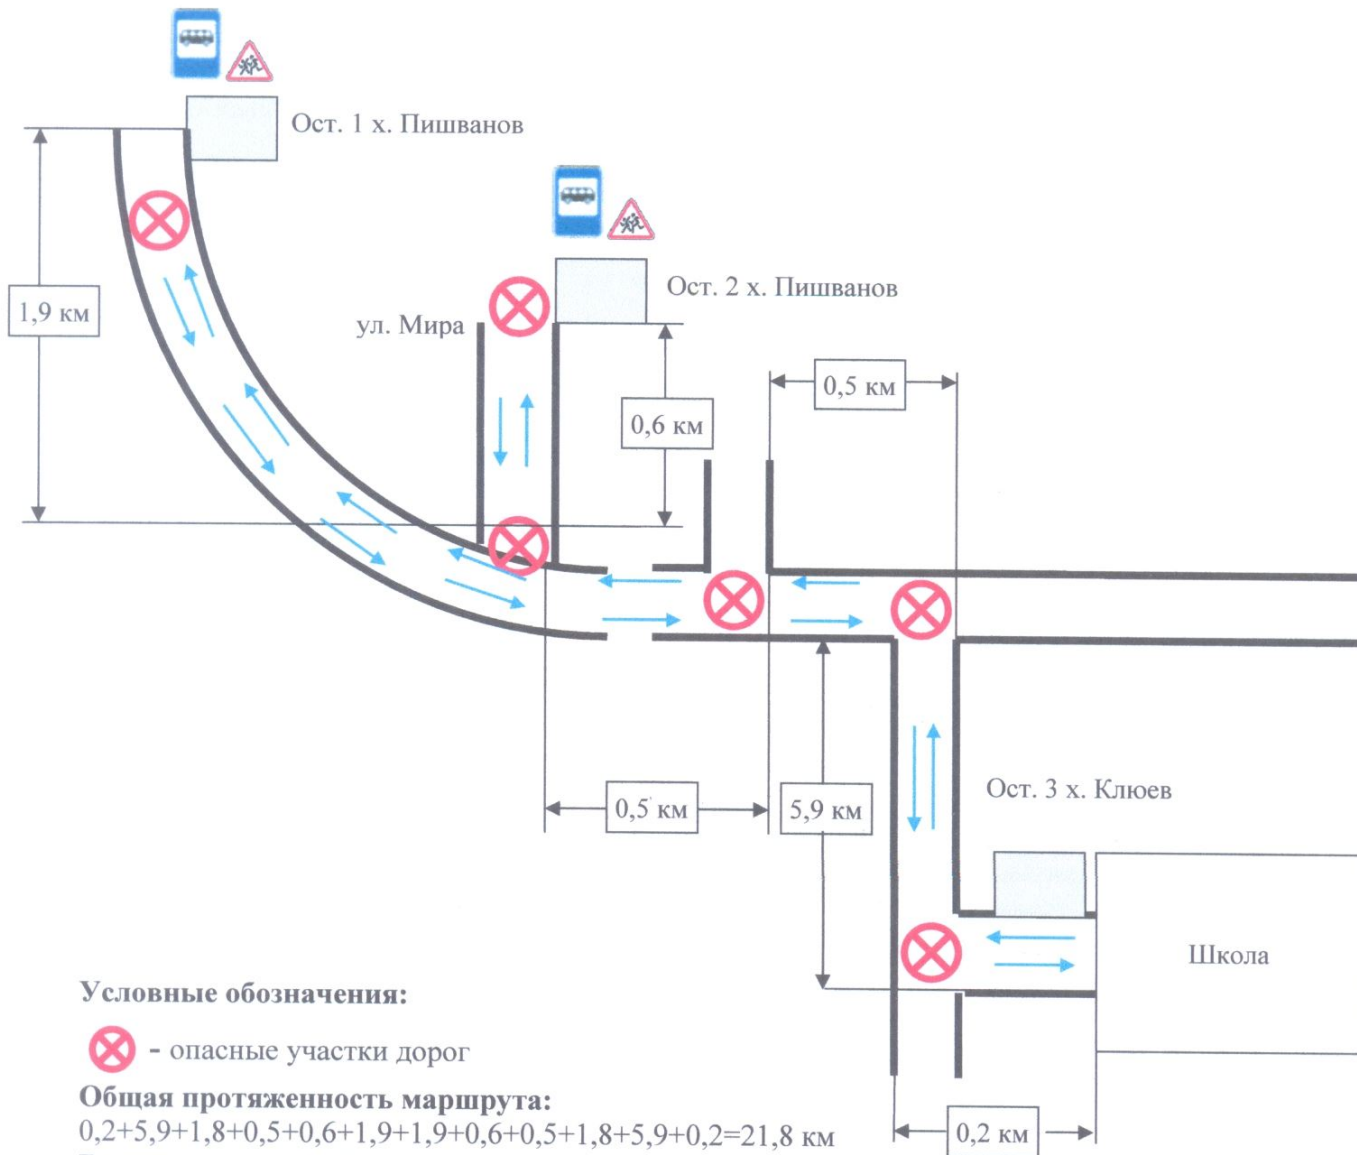 Ост. 1 х. Пишванов
Ост. 2 х. Пишванов
1,9 км
ул. Мира
0,5 км
0,6 км
Ост. 3 х. Клюев
0,5 км
5,9 км
Школа
Условные обозначения:
- опасные участки дорог
Общая протяженность маршрута:
0,2+5,9+1,8+0,5+0,6+1,9+1,9+0,6+0,5+1,8+5,9+0,2=21,8 км
0,2 км